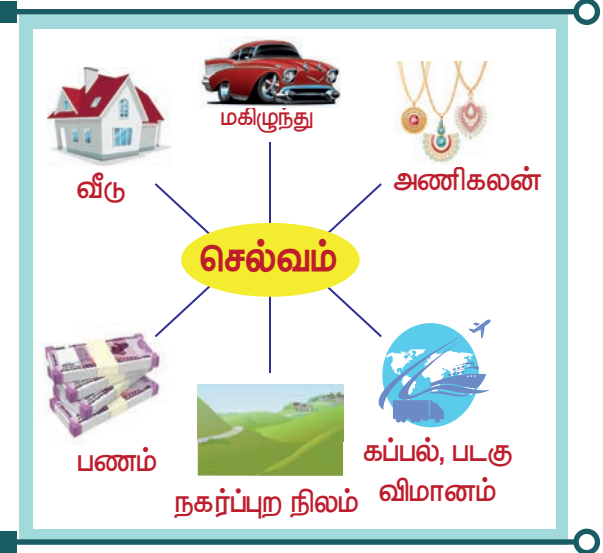 மகிழுந்து
வீடு
அணிகலன்
செல்வம்
பணம்
நகர்ப்புற நிலம்
கப்பல், படகு
விமானம்